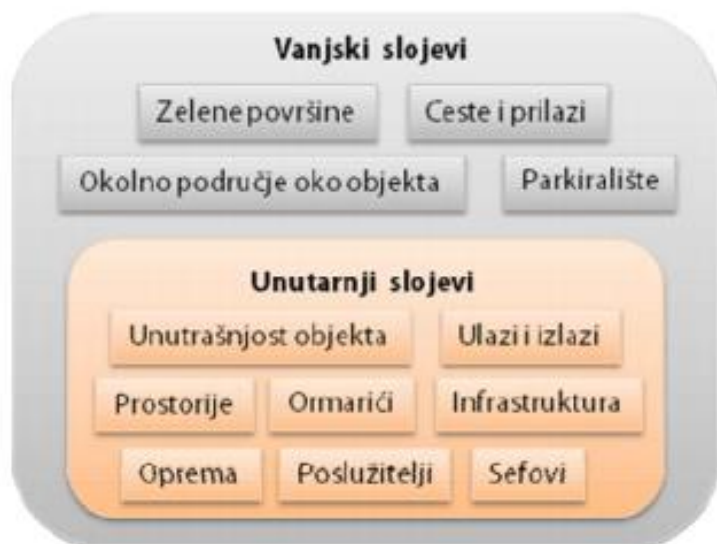 Vanjski slojevi
Zelene površine Ceste i prilazi
Okolno područje oko objekta Parkiralište
Unutarnji slojevi
Unutrašnjost objekta Ulazi i izlazi
Prostorije Ormarići Infrastruktura
Oprema Poslužitelji Sefovi